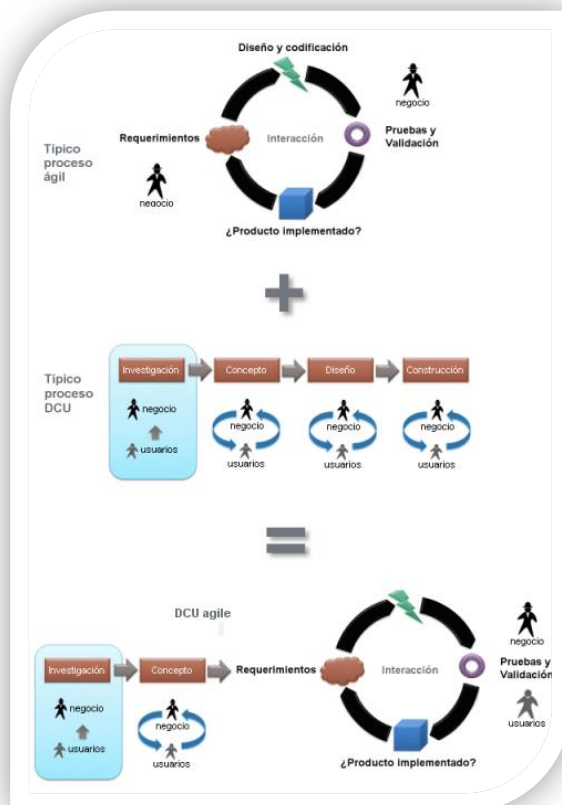 Diseño y codificación
negocio
Requerimientos
Interacción
Pruebas y
Validación
Típico
proceso
ágil
negocio
¿Producto implementado?
+
Típico
proceso
DCU
Investigación
Concepto
Diseño
Construcción
negocio
usuarios
negocio
usuarios
negocio
usuarios
negocio
usuarios
=
DCU agile
Investigación
Concepto
Requerimientos
Interacción
negocio
Pruebas y
Validación
usuarios
negocio
usuarios
negocio
usuarios
¿Producto implementado?